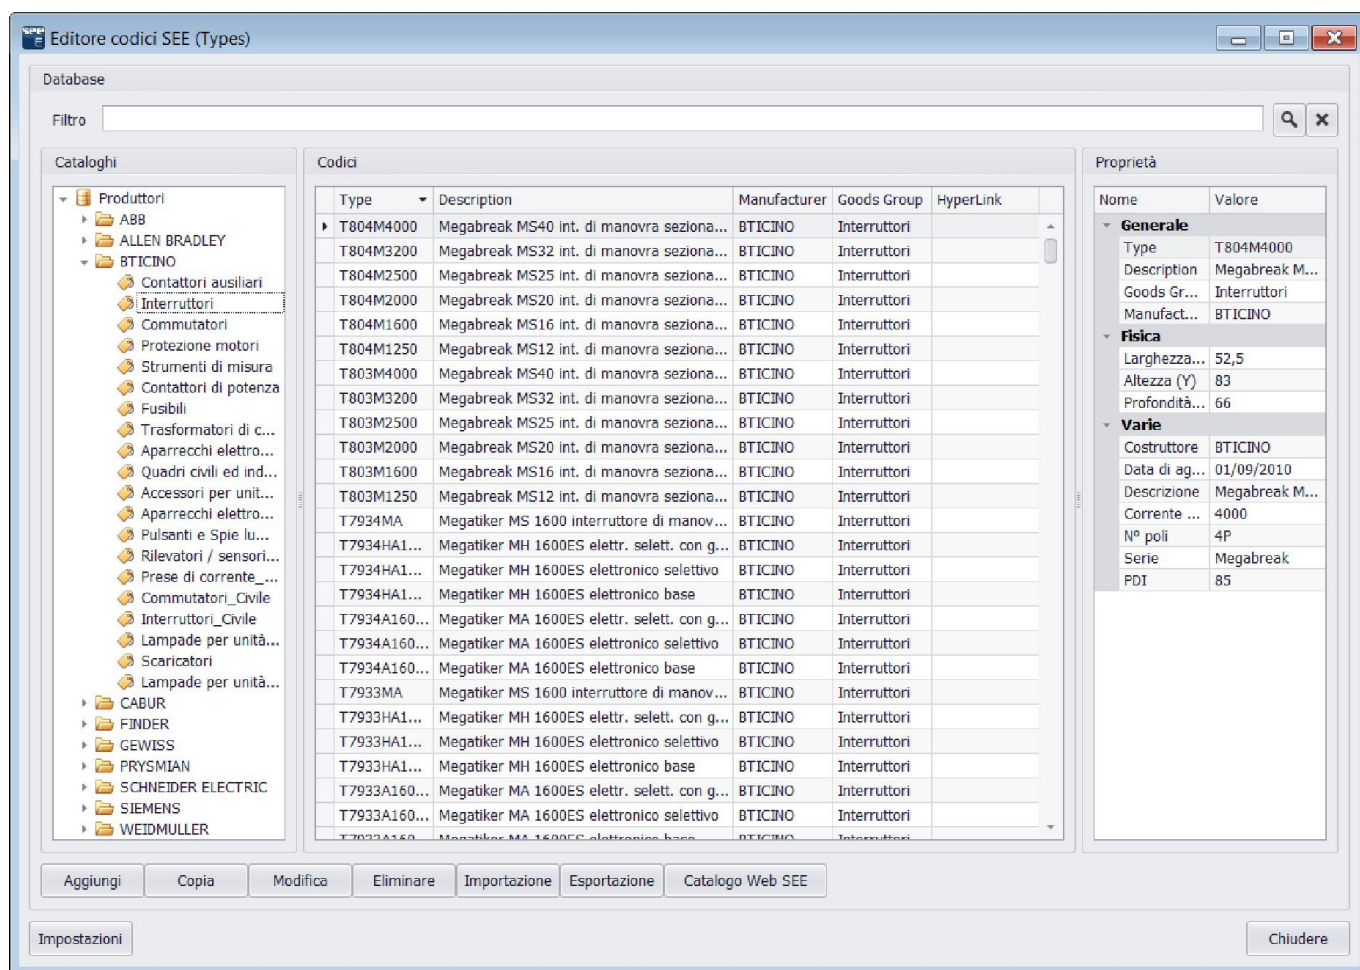 Editore codici SEE (Types)
Database
Filtro
Cataloghi
Produttori
ABB
ALLEN BRADLEY
BTICINO
Contattori ausiliari
Interruttori
Commutatori
Protezione motori
Strumenti di misura
Contattori di potenza
Fusibili
Trasformatori di c...
Aparrecchi elettro...
Quadri civili ed ind...
Accessori per unit...
Aparrecchi elettro...
Pulsanti e Spie lu...
Rilevatori / sensori...
Prese di corrente_...
Commutatori_Civile
Interruttori_Civile
Lampade per unità...
Scaricatori
Lampade per unità...
CABUR
FINDER
GEWISS
PRYSMIAN
SCHNEIDER ELECTRIC
SIEMENS
WEIDMULLER
Codici
Type Description Manufacturer Goods Group HyperLink
T804M4000 Megabreak MS40 int. di manovra seziona... BTICINO Interruttori
T804M3200 Megabreak MS32 int. di manovra seziona... BTICINO Interruttori
T804M2500 Megabreak MS25 int. di manovra seziona... BTICINO Interruttori
T804M2000 Megabreak MS20 int. di manovra seziona... BTICINO Interruttori
T804M1600 Megabreak MS16 int. di manovra seziona... BTICINO Interruttori
T804M1250 Megabreak MS12 int. di manovra seziona... BTICINO Interruttori
T803M4000 Megabreak MS40 int. di manovra seziona... BTICINO Interruttori
T803M3200 Megabreak MS32 int. di manovra seziona... BTICINO Interruttori
T803M2500 Megabreak MS25 int. di manovra seziona... BTICINO Interruttori
T803M2000 Megabreak MS20 int. di manovra seziona... BTICINO Interruttori
T803M1600 Megabreak MS16 int. di manovra seziona... BTICINO Interruttori
T803M1250 Megabreak MS12 int. di manovra seziona... BTICINO Interruttori
T7934MA Megatiker MS 1600 interruttore di manov... BTICINO Interruttori
T7934HA1... Megatiker MH 1600ES elettr. selett. con g... BTICINO Interruttori
T7934HA1... Megatiker MH 1600ES elettronico selettivo BTICINO Interruttori
T7934HA1... Megatiker MH 1600ES elettronico base BTICINO Interruttori
T7934A160... Megatiker MA 1600ES elettr. selett. con g... BTICINO Interruttori
T7934A160... Megatiker MA 1600ES elettronico selettivo BTICINO Interruttori
T7934A160... Megatiker MA 1600ES elettronico base BTICINO Interruttori
T7933MA Megatiker MS 1600 interruttore di manov... BTICINO Interruttori
T7933HA1... Megatiker MH 1600ES elettr. selett. con g... BTICINO Interruttori
T7933HA1... Megatiker MH 1600ES elettronico selettivo BTICINO Interruttori
T7933HA1... Megatiker MH 1600ES elettronico base BTICINO Interruttori
T7933A160... Megatiker MA 1600ES elettr. selett. con g... BTICINO Interruttori
T7933A160... Megatiker MA 1600ES elettronico selettivo BTICINO Interruttori
T7933A160... Megatiker MA 1600ES elettronico base BTICINO Interruttori
Proprietà
Nome Valore
Generale
Type T804M4000
Description Megabreak M...
Goods Gr... Interruttori
Manufact... BTICINO
Fisica
Larghezza... 52,5
Altezza (Y) 83
Profondità... 66
Varie
Costruttore BTICINO
Data di ag... 01/09/2010
Descrizione Megabreak M...
Corrente ... 4000
Nº poli 4P
Serie Megabreak
PDI 85
Aggiungi Copia Modifica Eliminare Importazione Esportazione Catalogo Web SEE
Impostazioni Chiudere